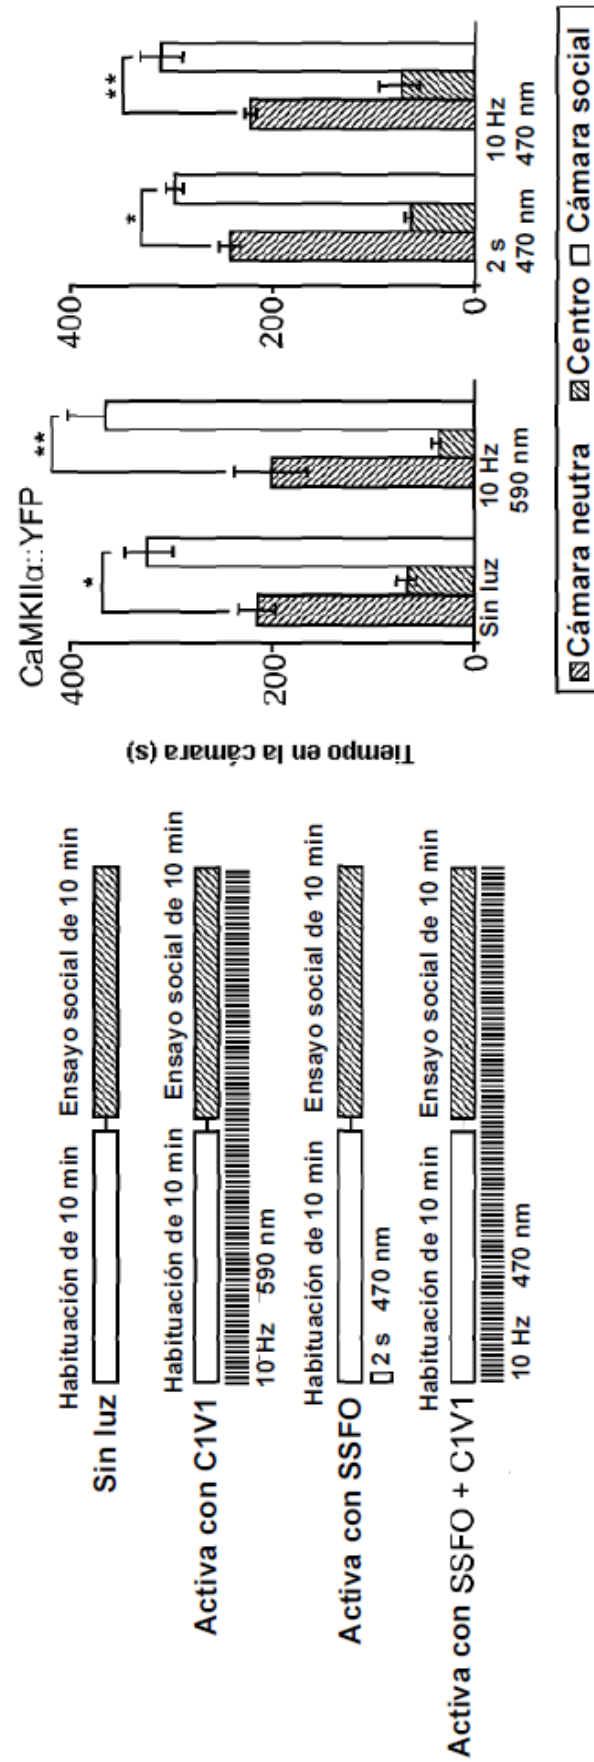 Sin luz
Habituación de 10 min
Ensayo social de 10 min
Activa con C1V1
Habituación de 10 min
Ensayo social de 10 min
10 Hz 590 nm
Activa con SSFO
Habituación de 10 min
Ensayo social de 10 min
2 s 470 nm
Activa con SSFO + C1V1
Habituación de 10 min
Ensayo social de 10 min
10 Hz 470 nm
CaMKIIα::YFP
Tiempo en la cámara (s)
400
200
0
*
**
Sin luz
10 Hz
590 nm
400
200
0
*
**
2 s
470 nm
10 Hz
470 nm
Cámara neutra
Centro
Cámara social